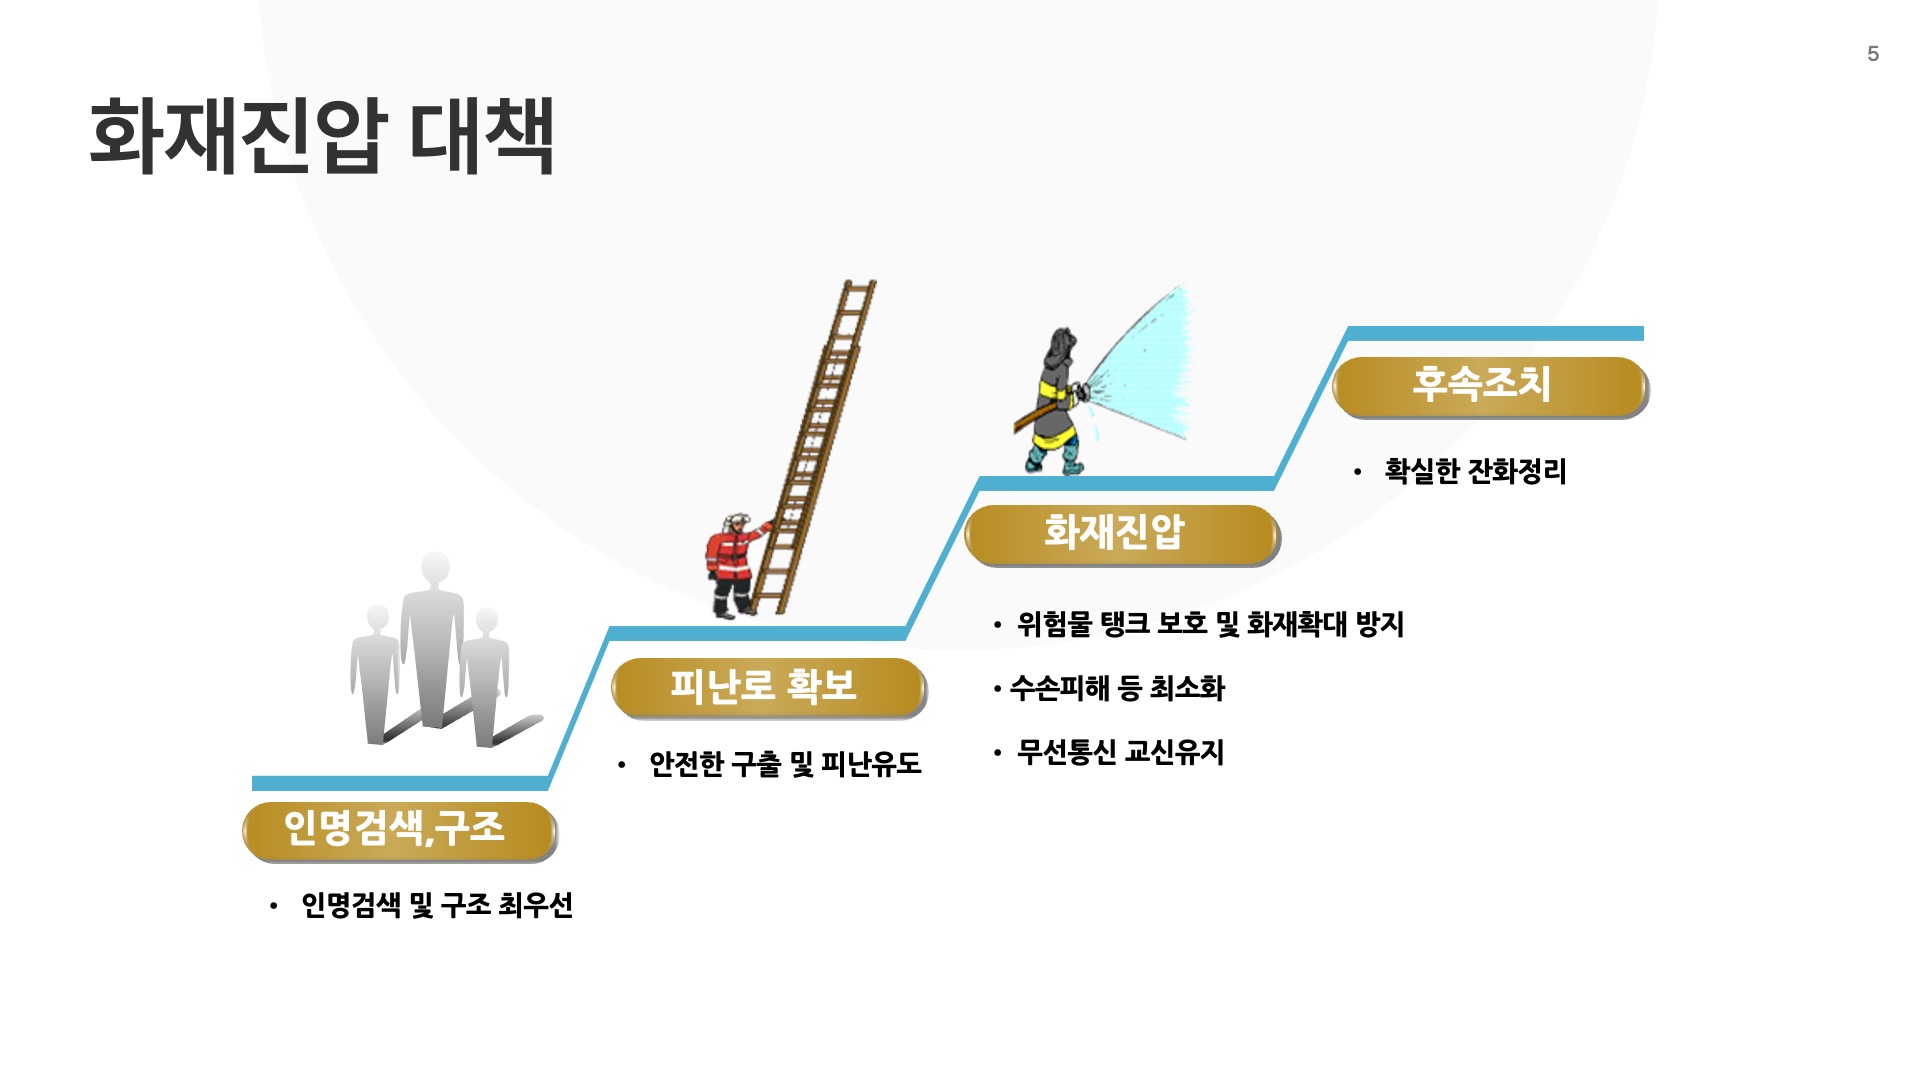 5
화재진압 대책
인명검색,구조
• 인명검색 및 구조 최우선
피난로 확보
• 안전한 구출 및 피난유도
화재진압
• 위험물 탱크 보호 및 화재확대 방지
• 수손피해 등 최소화
• 무선통신 교신유지
후속조치
• 확실한 잔화정리